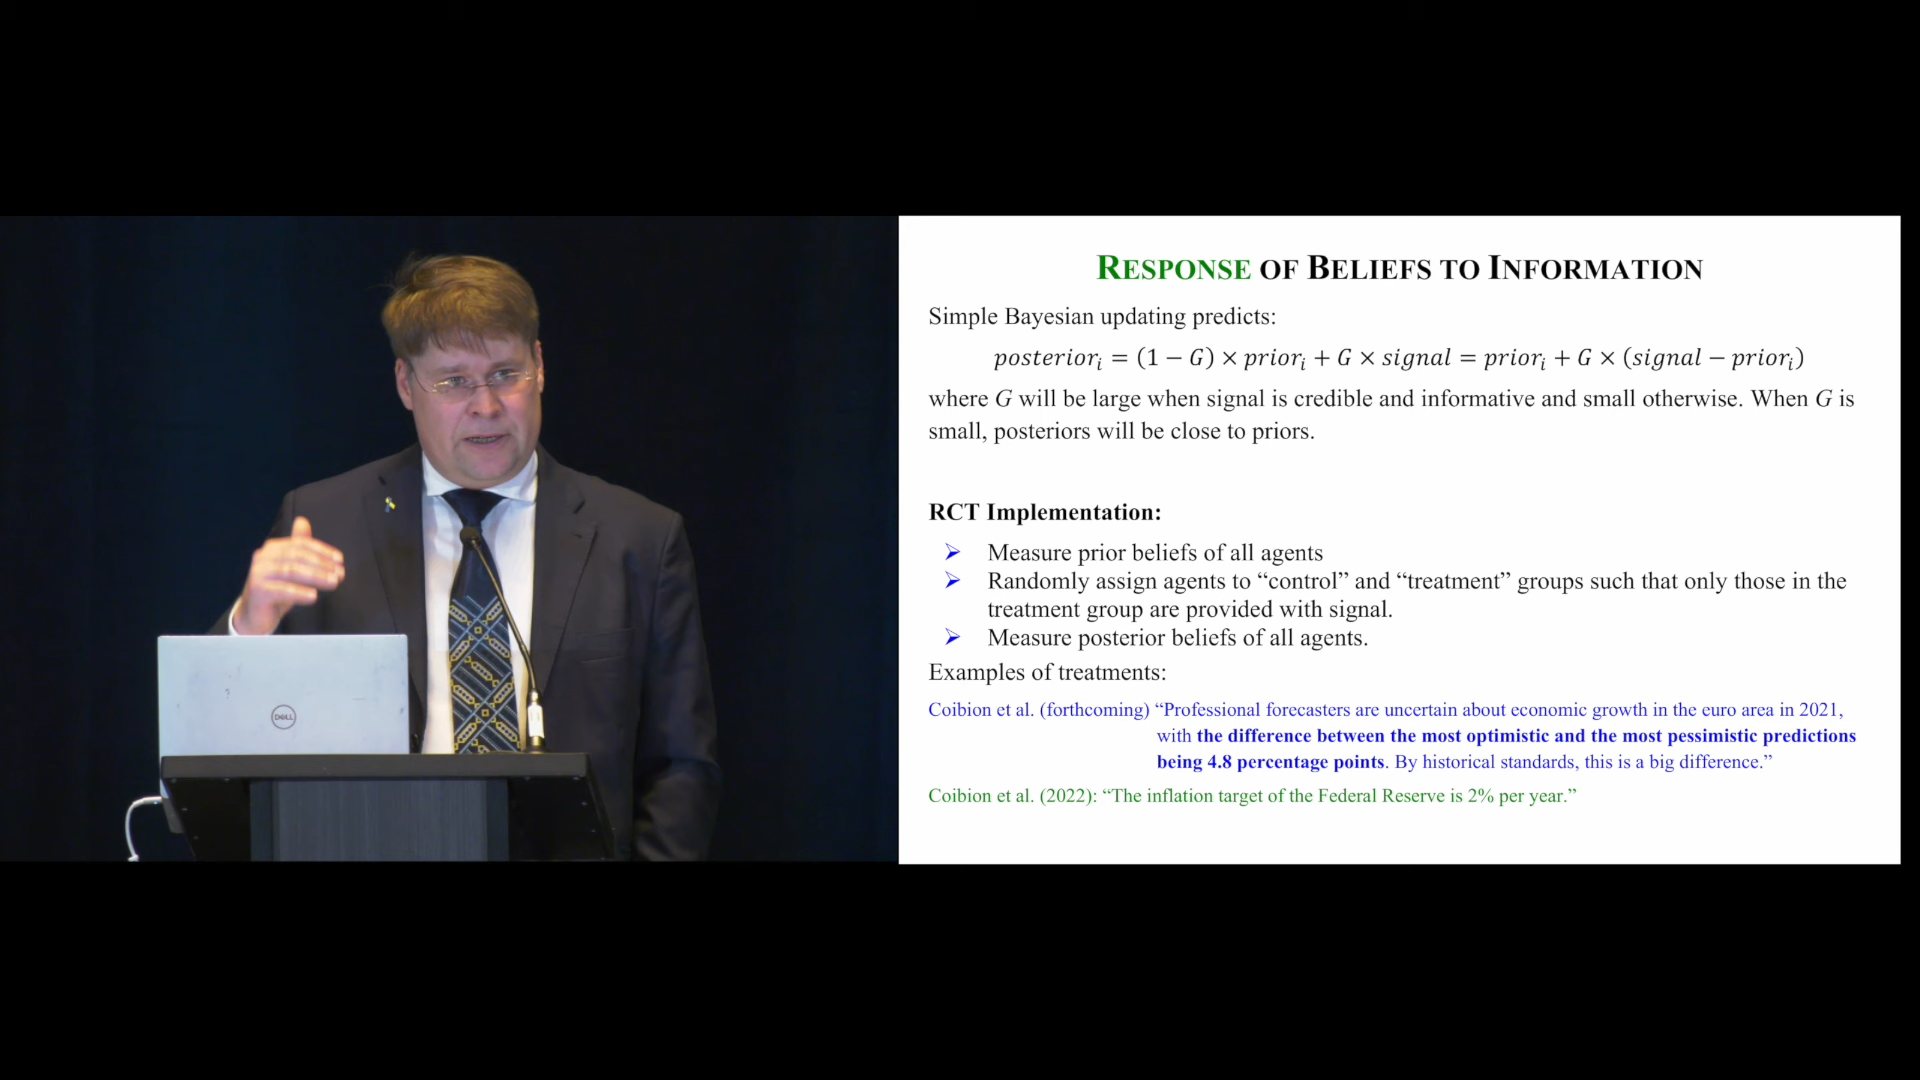 RESPONSE OF BELIEFS TO INFORMATION
Simple Bayesian updating predicts:
posteriorᵢ = (1 − G) × priorᵢ + G × signal = priorᵢ + G × (signal − priorᵢ)
where G will be large when signal is credible and informative and small otherwise. When G is
small, posteriors will be close to priors.
RCT Implementation:
➢ Measure prior beliefs of all agents
➢ Randomly assign agents to “control” and “treatment” groups such that only those in the
treatment group are provided with signal.
➢ Measure posterior beliefs of all agents.
Examples of treatments:
Coibion et al. (forthcoming) “Professional forecasters are uncertain about economic growth in the euro area in 2021,
with the difference between the most optimistic and the most pessimistic predictions
being 4.8 percentage points. By historical standards, this is a big difference.”
Coibion et al. (2022): “The inflation target of the Federal Reserve is 2% per year.”
DELL